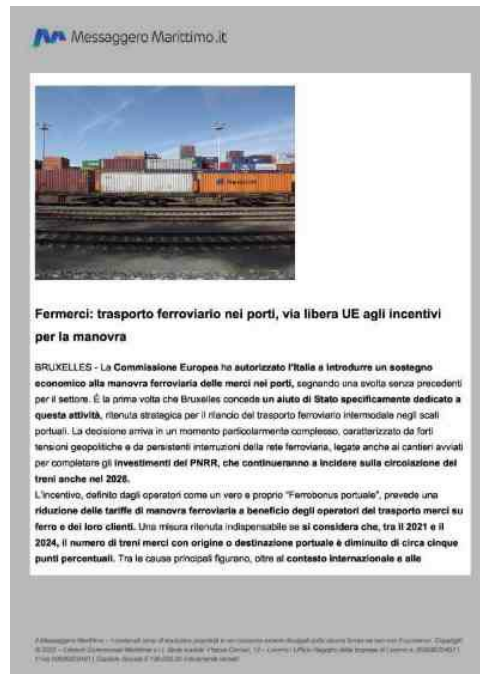 Messaggero Marittimo.it
Fermerci: trasporto ferroviario nei porti, via libera UE agli incentivi
per la manovra
BRUXELLES - La Commissione Europea ha autorizzato l'Italia a introdurre un sostegno
economico alla manovra ferroviaria delle merci nei porti, segnando una svolta senza precedenti
per il settore. È la prima volta che Bruxelles concede un aiuto di Stato specificamente dedicato a
questa attività, ritenuta strategica per il rilancio del trasporto ferroviario intermodale negli scali
portuali. La decisione arriva in un momento particolarmente complesso, caratterizzato da forti
tensioni geopolitiche e da persistenti interruzioni della rete ferroviaria, legate anche ai cantieri avviati
per completare gli investimenti del PNRR, che continueranno a incidere sulla circolazione dei
treni anche nel 2026.
L'incentivo, definito dagli operatori come un vero e proprio "Ferrobonus portuale", prevede una
riduzione delle tariffe di manovra ferroviaria a beneficio degli operatori del trasporto merci su
ferro e dei loro clienti. Una misura ritenuta indispensabile se si considera che, tra il 2021 e il
2024, il numero di treni merci con origine o destinazione portuale è diminuito di circa cinque
punti percentuali. Tra le cause principali figurano, oltre al contesto internazionale e alle